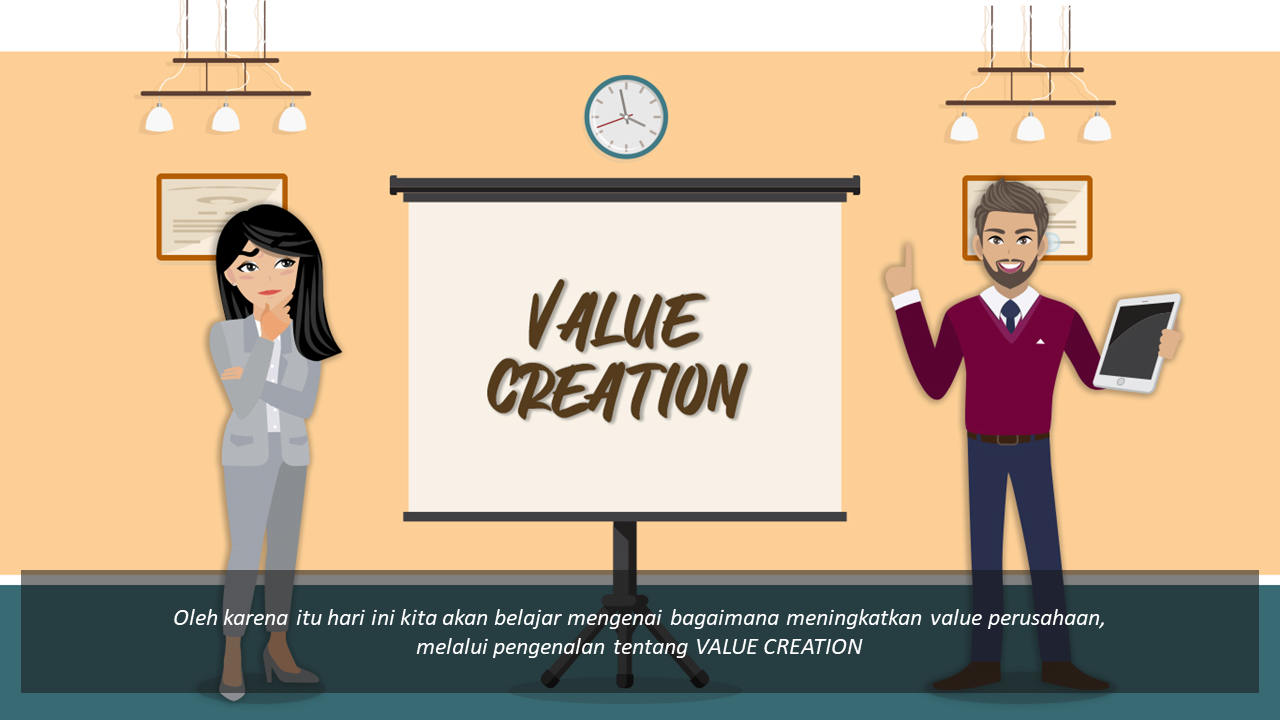 VALUE
CREATION
Oleh karena itu hari ini kita akan belajar mengenai bagaimana meningkatkan value perusahaan,
melalui pengenalan tentang VALUE CREATION